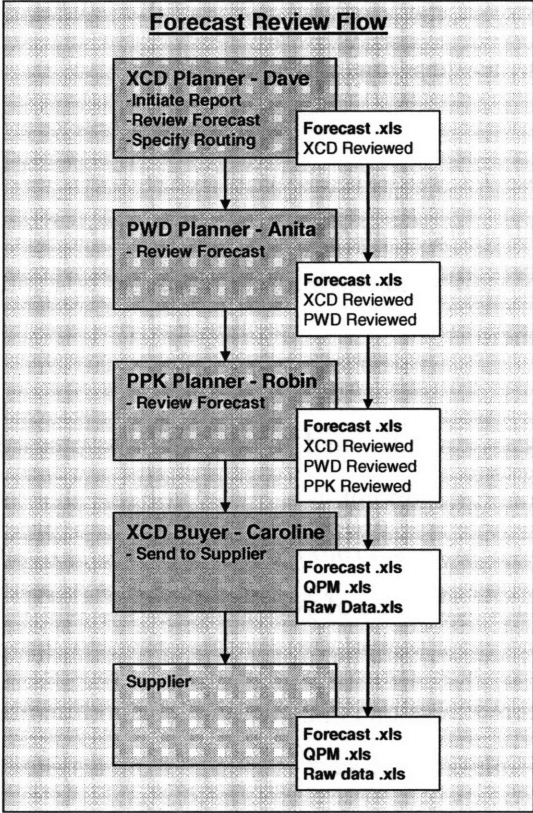 Forecast Review Flow
XCD Planner - Dave
-Initiate Report
-Review Forecast
-Specify Routing
Forecast .xls
XCD Reviewed
PWD Planner - Anita
- Review Forecast
Forecast .xls
XCD Reviewed
PWD Reviewed
PPK Planner - Robin
- Review Forecast
Forecast .xls
XCD Reviewed
PWD Reviewed
PPK Reviewed
XCD Buyer - Caroline
- Send to Supplier
Forecast .xls
QPM .xls
Raw Data.xls
Supplier
Forecast .xls
QPM .xls
Raw data .xls